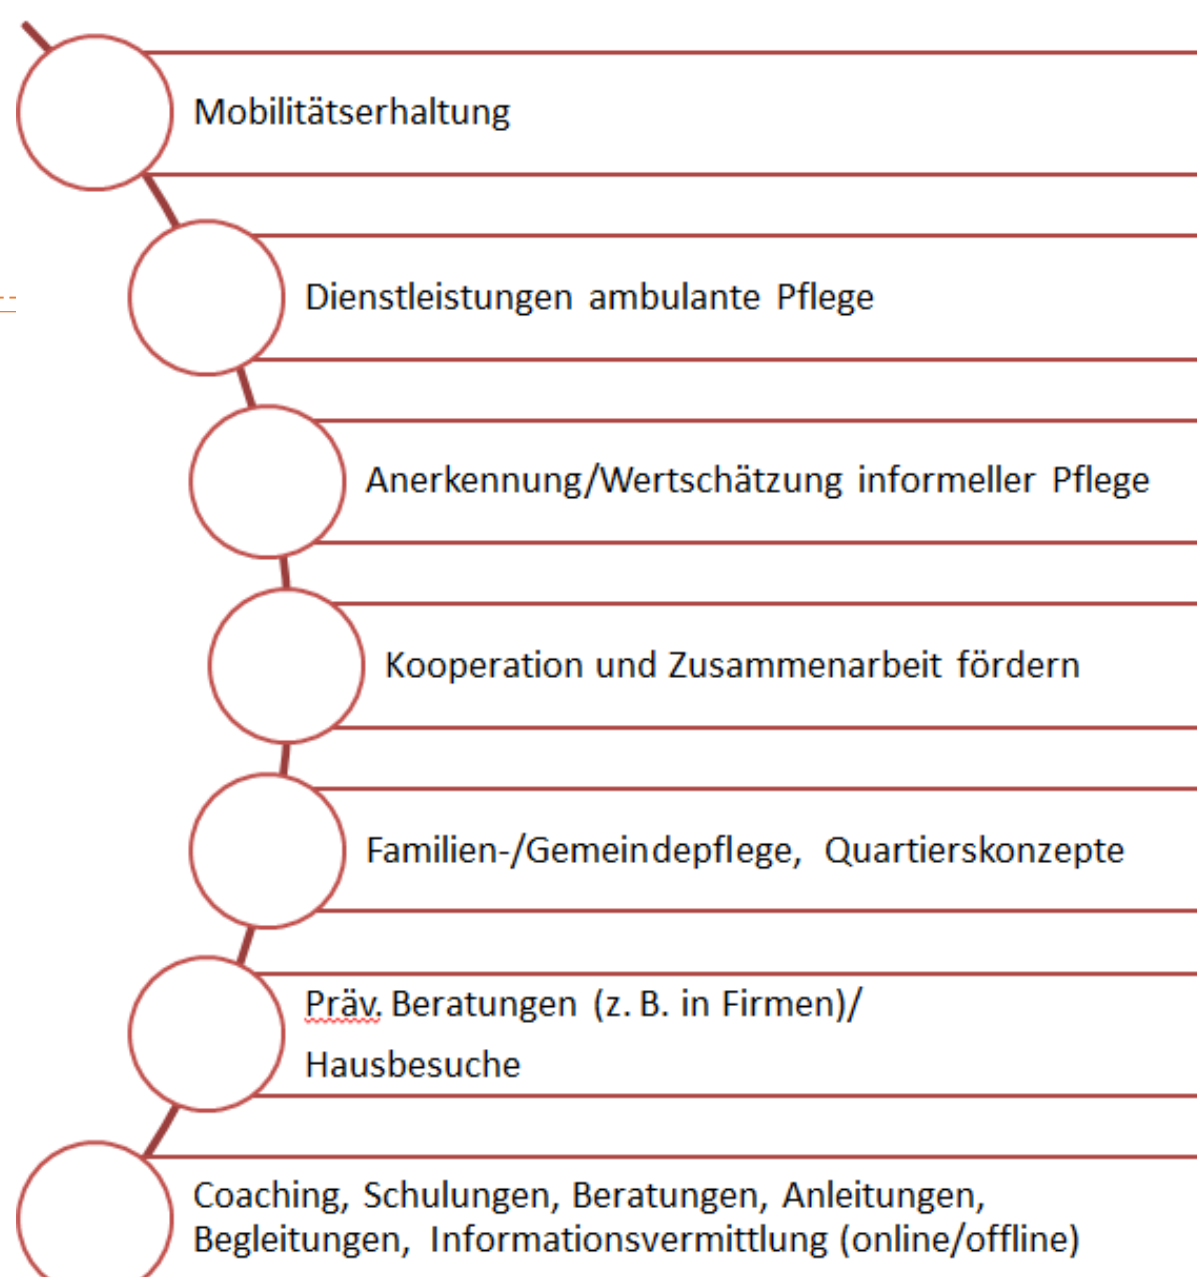 Mobilitätserhaltung
Dienstleistungen ambulante Pflege
Anerkennung/Wertschätzung informeller Pflege
Kooperation und Zusammenarbeit fördern
Familien-/Gemeindepflege, Quartierskonzepte
Präv. Beratungen (z. B. in Firmen)/
Hausbesuche
Coaching, Schulungen, Beratungen, Anleitungen,
Begleitungen, Informationsvermittlung (online/offline)